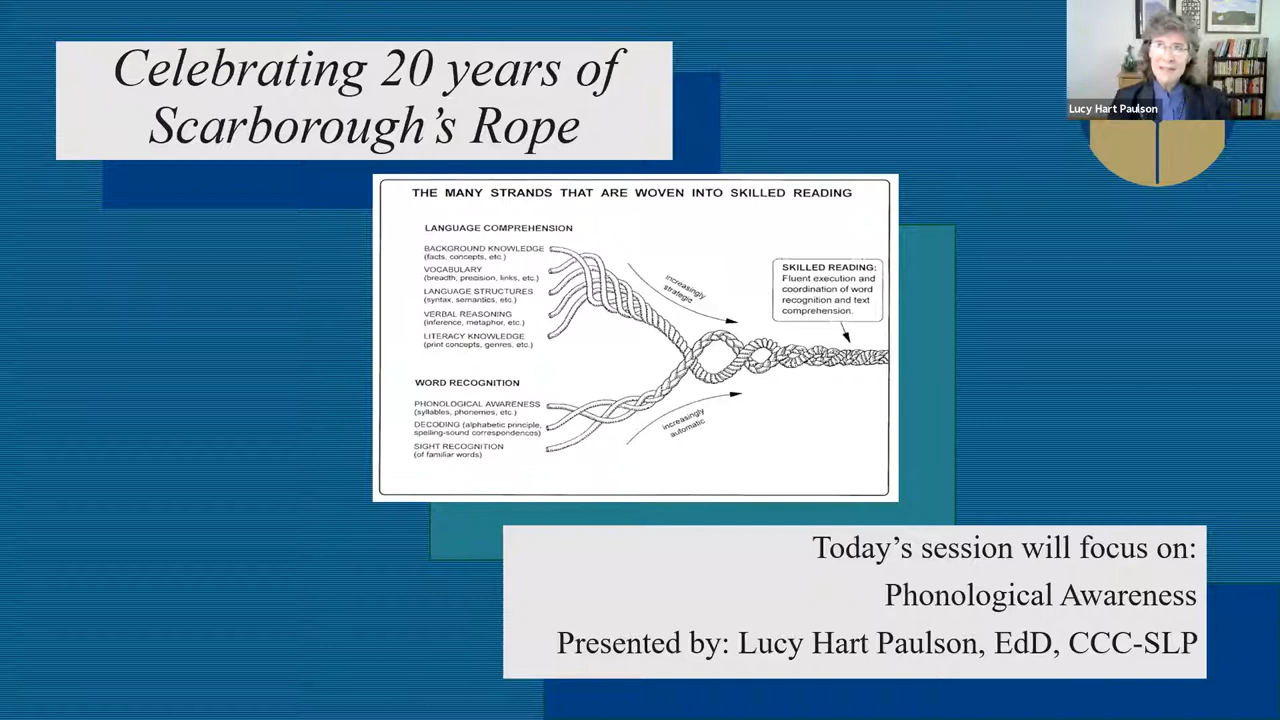 Celebrating 20 years of
Scarborough's Rope
Lucy Hart Paulson
THE MANY STRANDS THAT ARE WOVEN INTO SKILLED READING
LANGUAGE COMPREHENSION
BACKGROUND KNOWLEDGE
(facts, concepts, etc.)
VOCABULARY
(breadth, precision, links, etc.)
LANGUAGE STRUCTURES
(syntax, semantics, etc.)
VERBAL REASONING
(inference, metaphor, etc.)
LITERACY KNOWLEDGE
(print concepts, genres, etc.)
increasingly
strategic
SKILLED READING:
Fluent execution and
coordination of word
recognition and text
comprehension.
WORD RECOGNITION
PHONOLOGICAL AWARENESS
(syllables, phonemes, etc.)
DECODING (alphabetic principle,
spelling-sound correspondences)
SIGHT RECOGNITION
(of familiar words)
increasingly
automatic
Today's session will focus on:
Phonological Awareness
Presented by: Lucy Hart Paulson, EdD, CCC-SLP